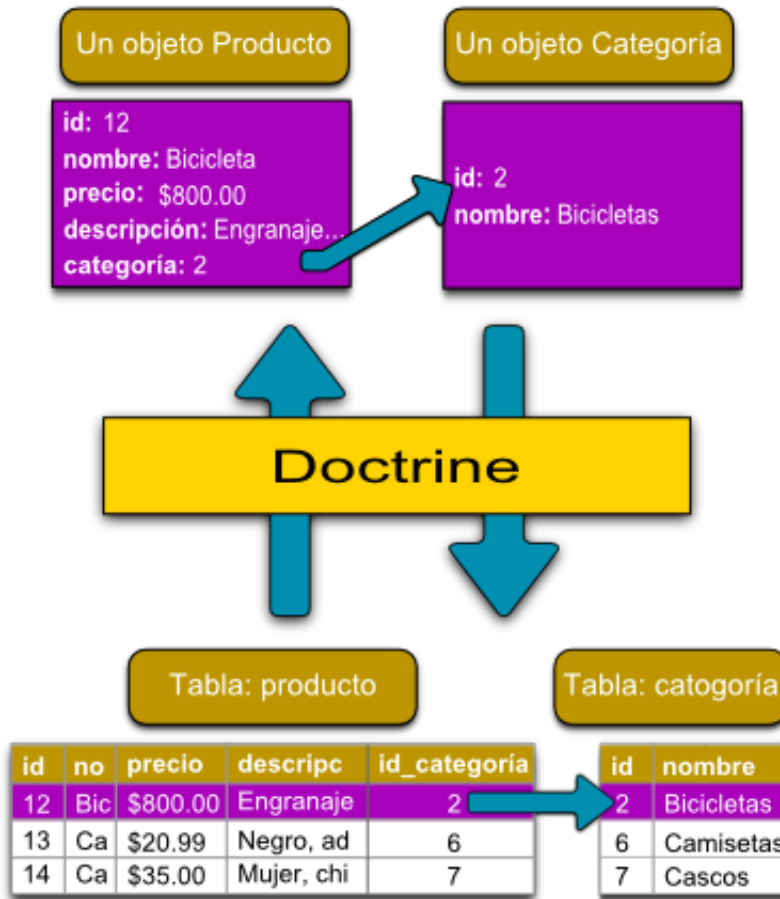 Un objeto Producto
Un objeto Categoría
id: 12
nombre: Bicicleta
precio: $800.00
descripción: Engranaje...
categoría: 2
id: 2
nombre: Bicicletas
Doctrine
Tabla: producto
Tabla: catogoría
id no precio descripc id_categoría
12 Bic $800.00 Engranaje 2
13 Ca $20.99 Negro, ad 6
14 Ca $35.00 Mujer, chi 7
id nombre
2 Bicicletas
6 Camisetas
7 Cascos